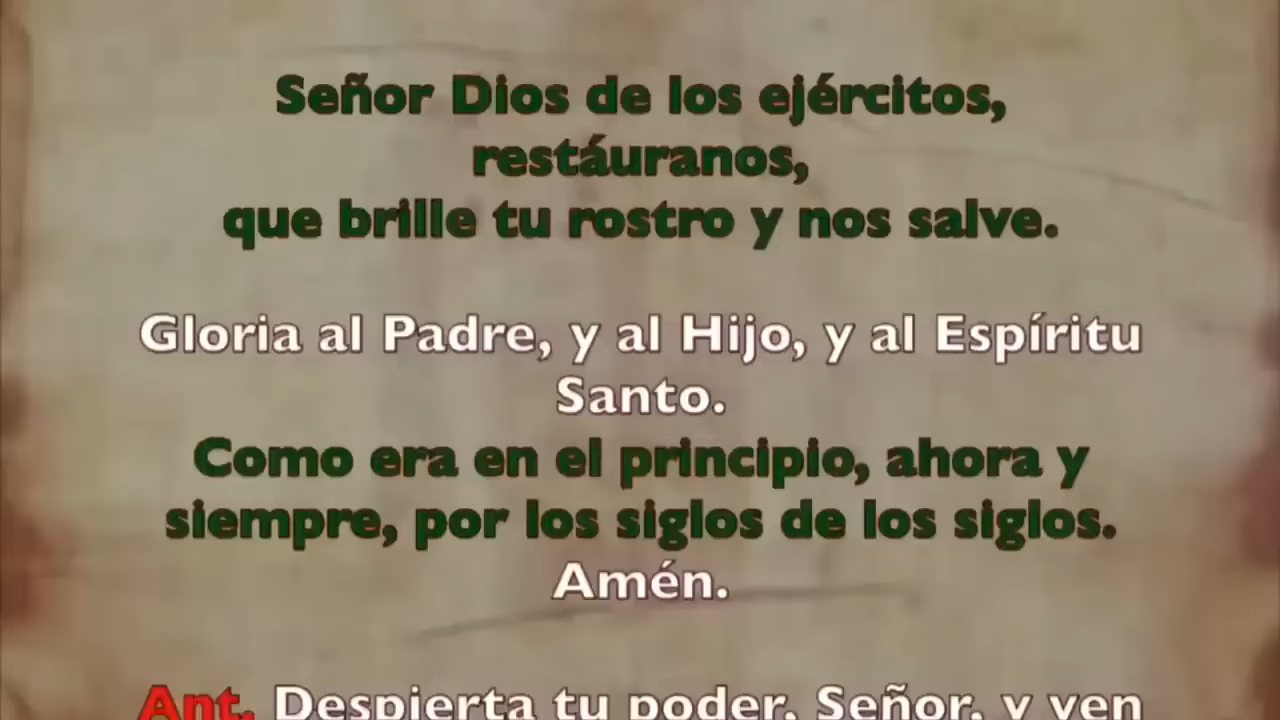 Señor Dios de los ejércitos,
restáuranos,
que brille tu rostro y nos salve.
Gloria al Padre, y al Hijo, y al Espíritu
Santo.
Como era en el principio, ahora y
siempre, por los siglos de los siglos.
Amén.
Ant. Despierta tu poder, Señor, y ven